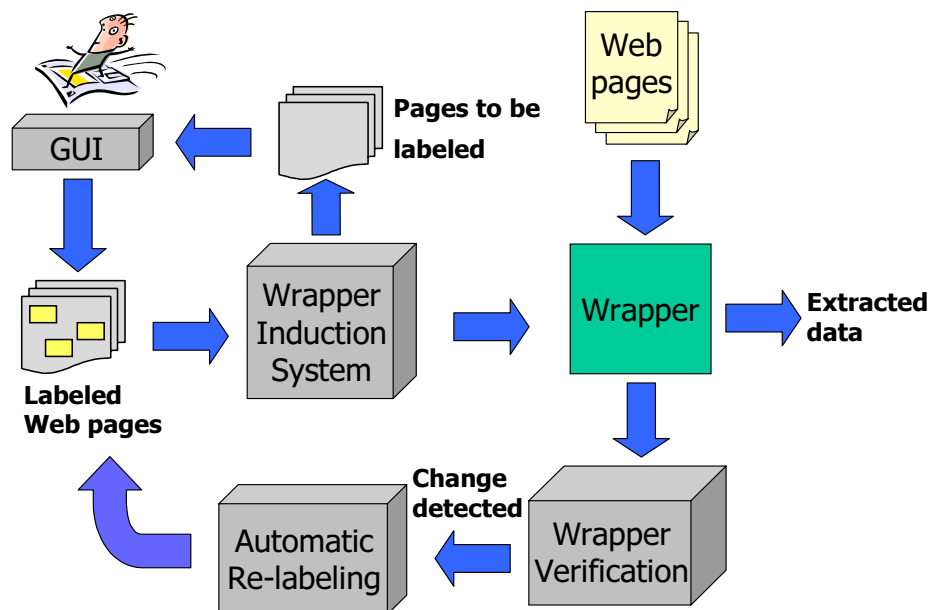 Web
pages
Pages to be
labeled
GUI
Wrapper
Induction
System
Wrapper
Extracted
data
Labeled
Web pages
Change
detected
Automatic
Re-labeling
Wrapper
Verification